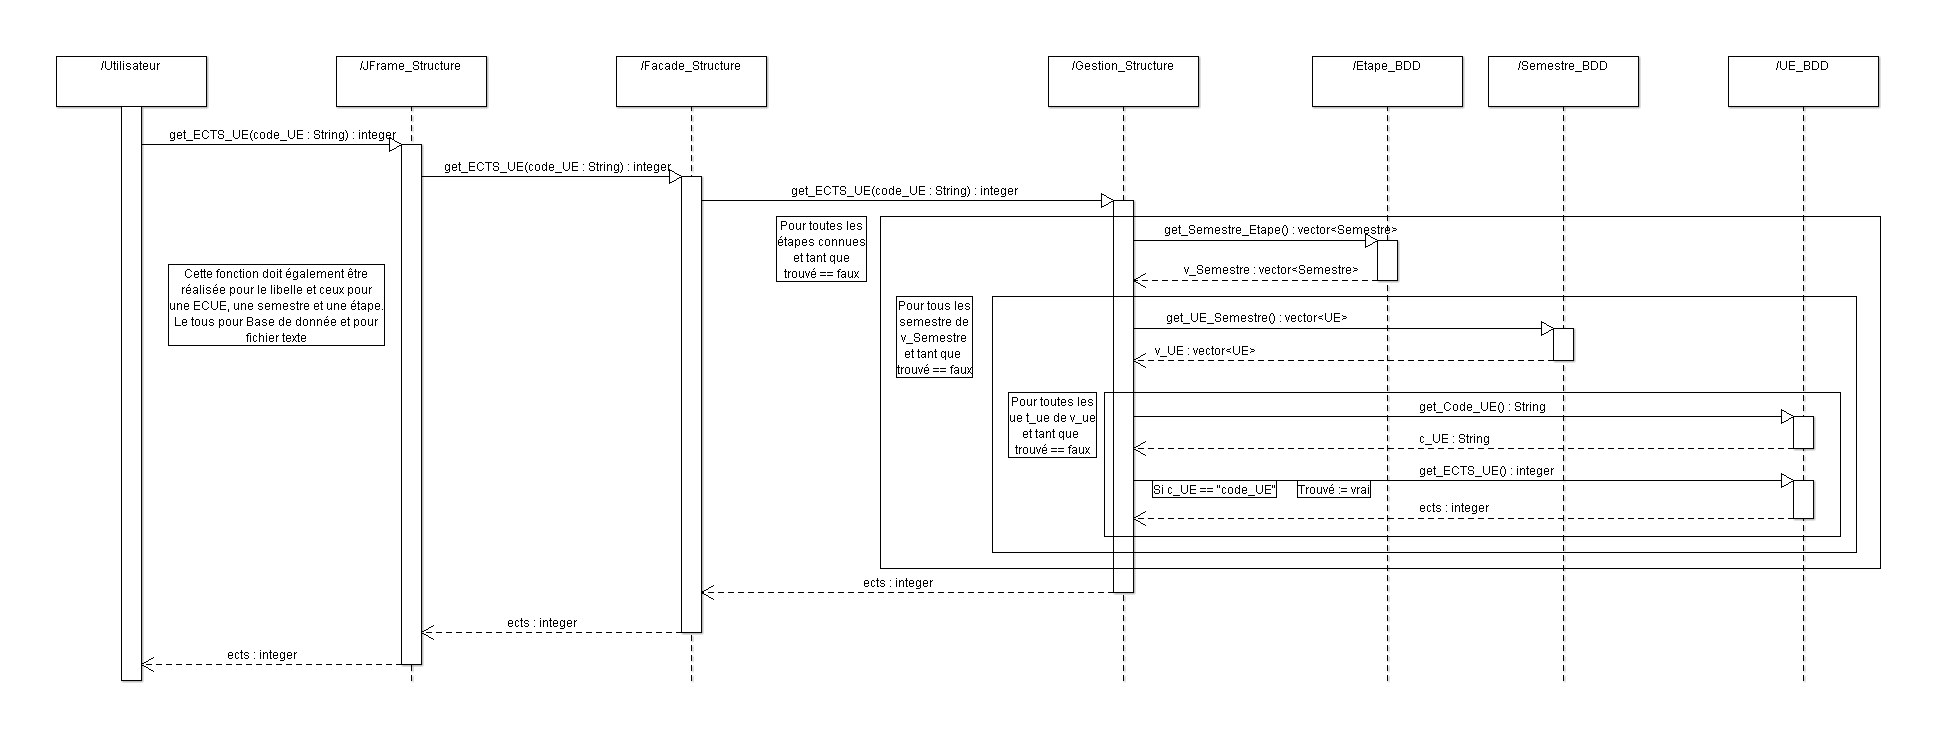 /Utilisateur
/JFrame_Structure
/Facade_Structure
/Gestion_Structure
/Etape_BDD
/Semestre_BDD
/UE_BDD
get_ECTS_UE(code_UE : String) : integer
get_ECTS_UE(code_UE : String) : integer
get_ECTS_UE(code_UE : String) : integer
Pour toutes les
étapes connues
et tant que
trouvé == faux
get_Semestre_Etape() : vector<Semestre>
v_Semestre : vector<Semestre>
Cette fonction doit également être
réalisée pour le libelle et ceux pour
une ECUE, une semestre et une étape.
Le tous pour Base de donnée et pour
fichier texte
Pour tous les
semestre de
v_Semestre
et tant que
trouvé == faux
get_UE_Semestre() : vector<UE>
v_UE : vector<UE>
Pour toutes les
ue t_ue de v_ue
et tant que
trouvé == faux
get_Code_UE() : String
c_UE : String
get_ECTS_UE() : integer
Si c_UE == "code_UE"
Trouvé := vrai
ects : integer
ects : integer
ects : integer
ects : integer